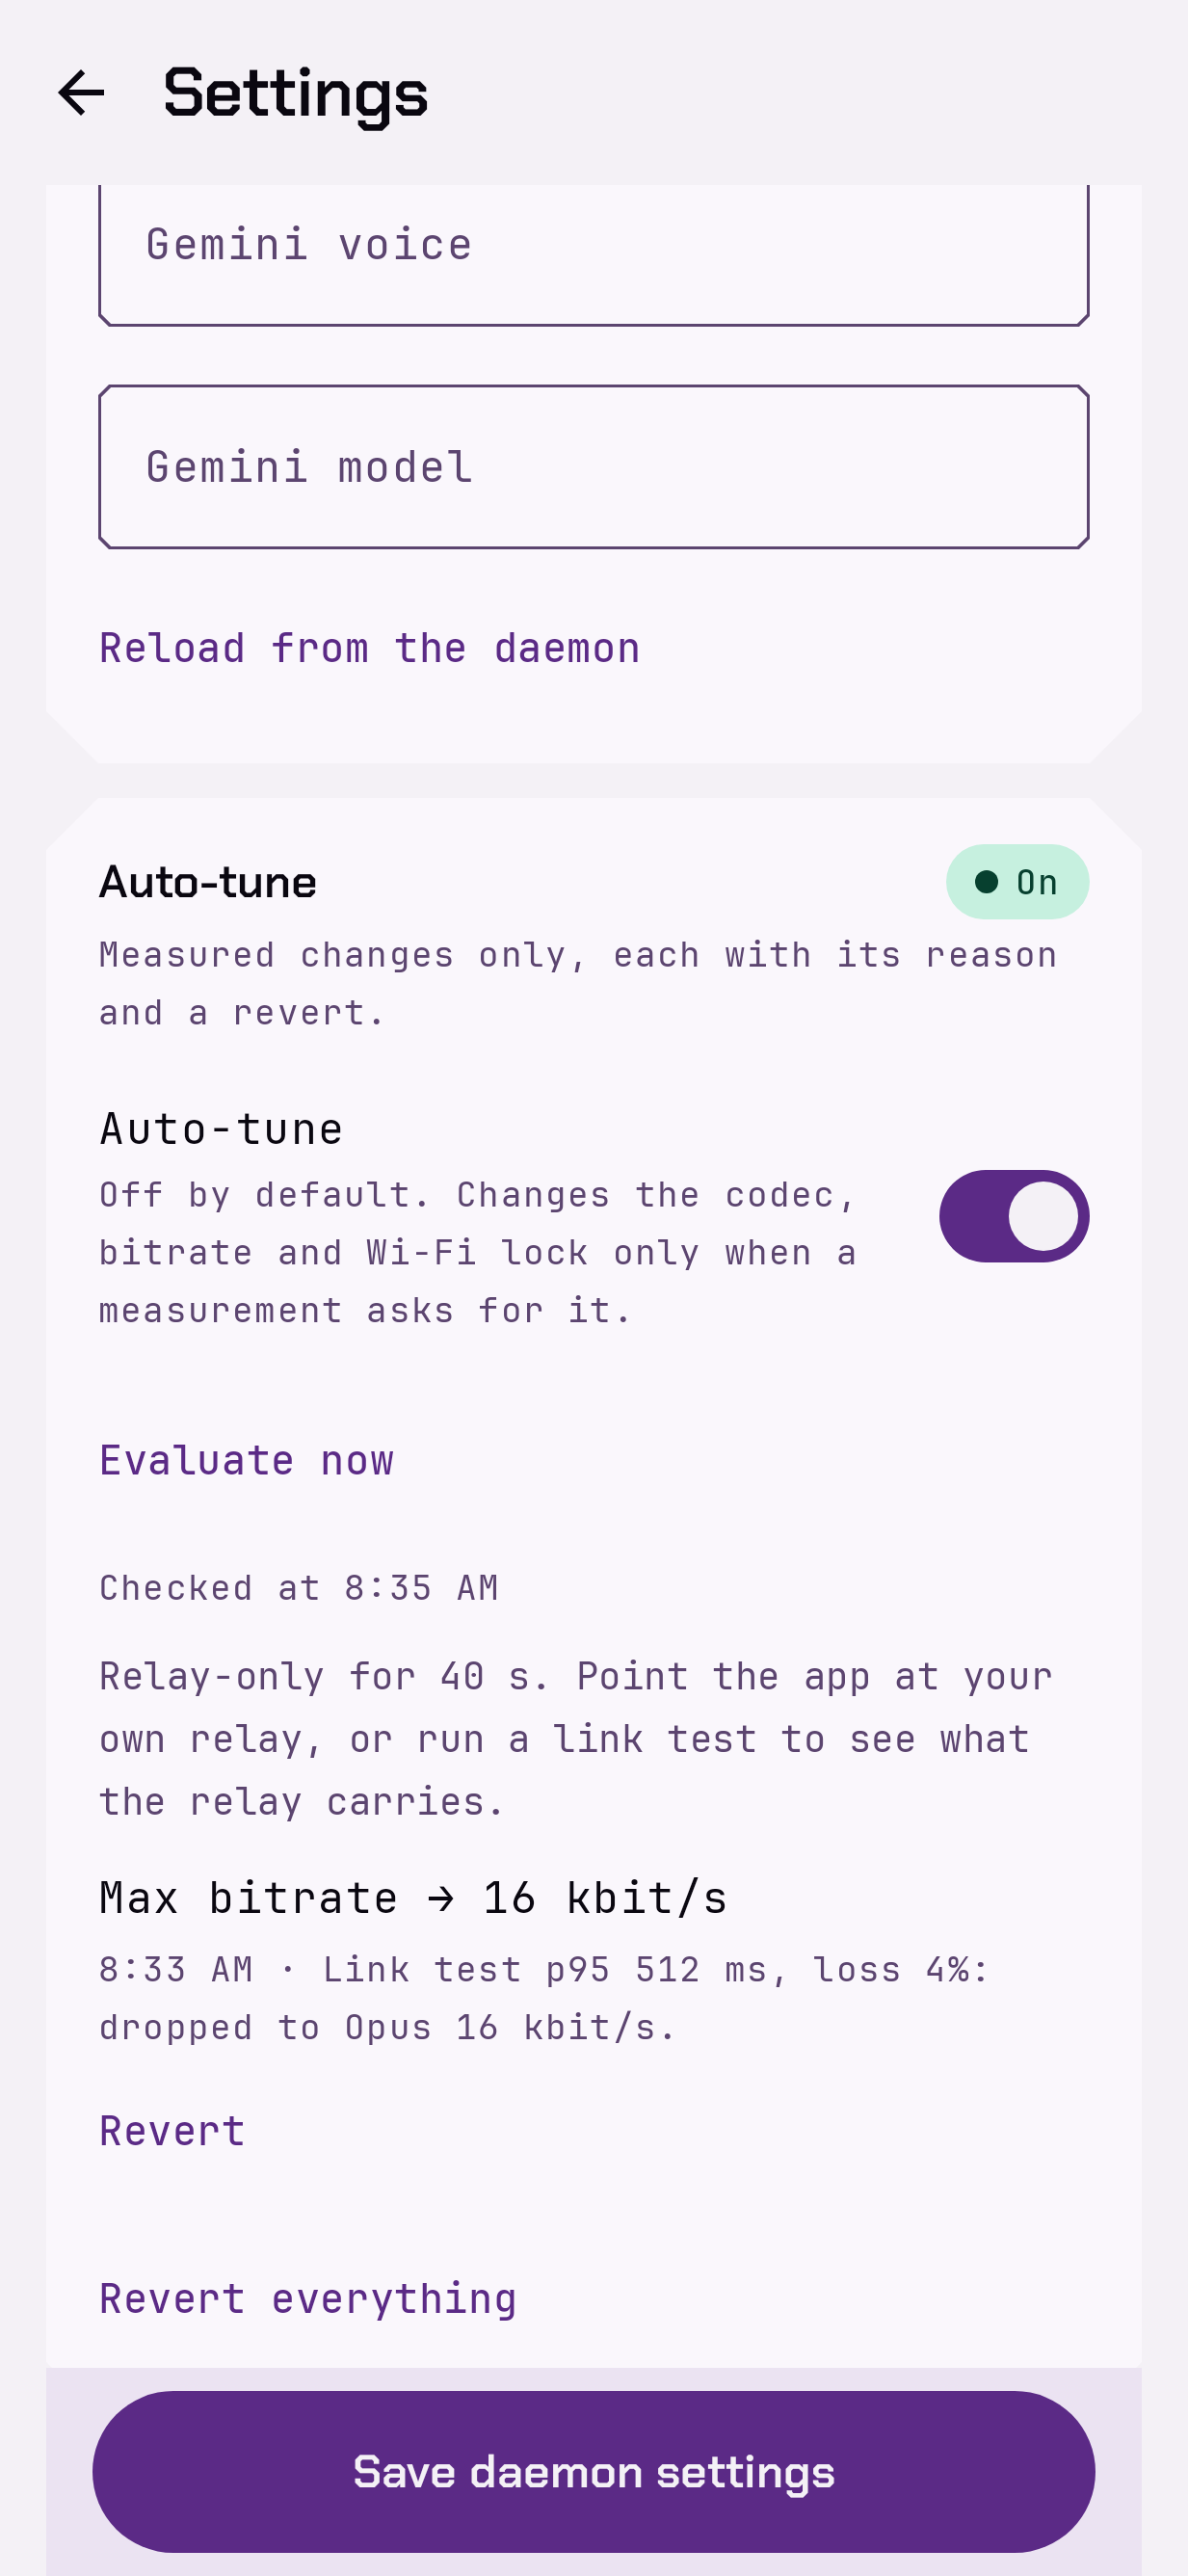 Settings
Gemini voice
Gemini model
Reload from the daemon
Auto-tune
On
Measured changes only, each with its reason
and a revert.
Auto-tune
Off by default. Changes the codec,
bitrate and Wi-Fi lock only when a
measurement asks for it.
Evaluate now
Checked at 8:35 AM
Relay-only for 40 s. Point the app at your
own relay, or run a link test to see what
the relay carries.
Max bitrate → 16 kbit/s
8:33 AM · Link test p95 512 ms, loss 4%:
dropped to Opus 16 kbit/s.
Revert
Revert everything
Save daemon settings